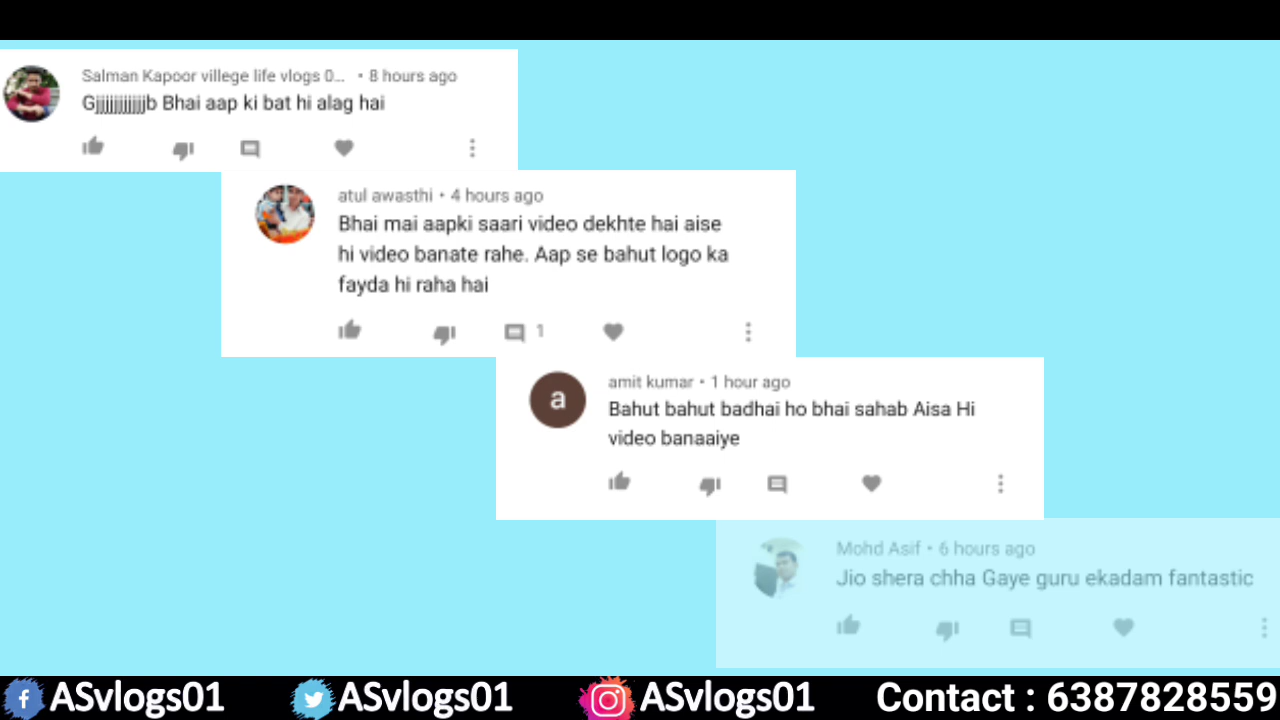 Salman Kapoor villege life vlogs 0... • 8 hours ago
Gjjjjjjjjjjjb Bhai aap ki bat hi alag hai
atul awasthi • 4 hours ago
Bhai mai aapki saari video dekhte hai aise
hi video banate rahe. Aap se bahut logo ka
fayda hi raha hai
1
a
amit kumar • 1 hour ago
Bahut bahut badhai ho bhai sahab Aisa Hi
video banaaiye
Mohd Asif • 6 hours ago
Jio shera chha Gaye guru ekadam fantastic
ASvlogs01 ASvlogs01 ASvlogs01 Contact : 6387828559